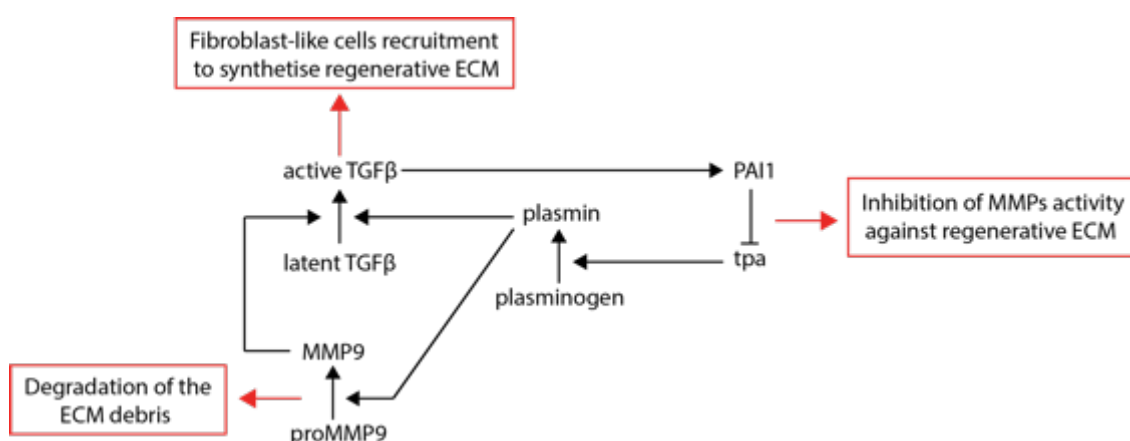 Fibroblast-like cells recruitment
to synthetise regenerative ECM
active TGFβ
PAI1
plasmin
Inhibition of MMPs activity
against regenerative ECM
latent TGFβ
tpa
plasminogen
MMP9
Degradation of the
ECM debris
proMMP9